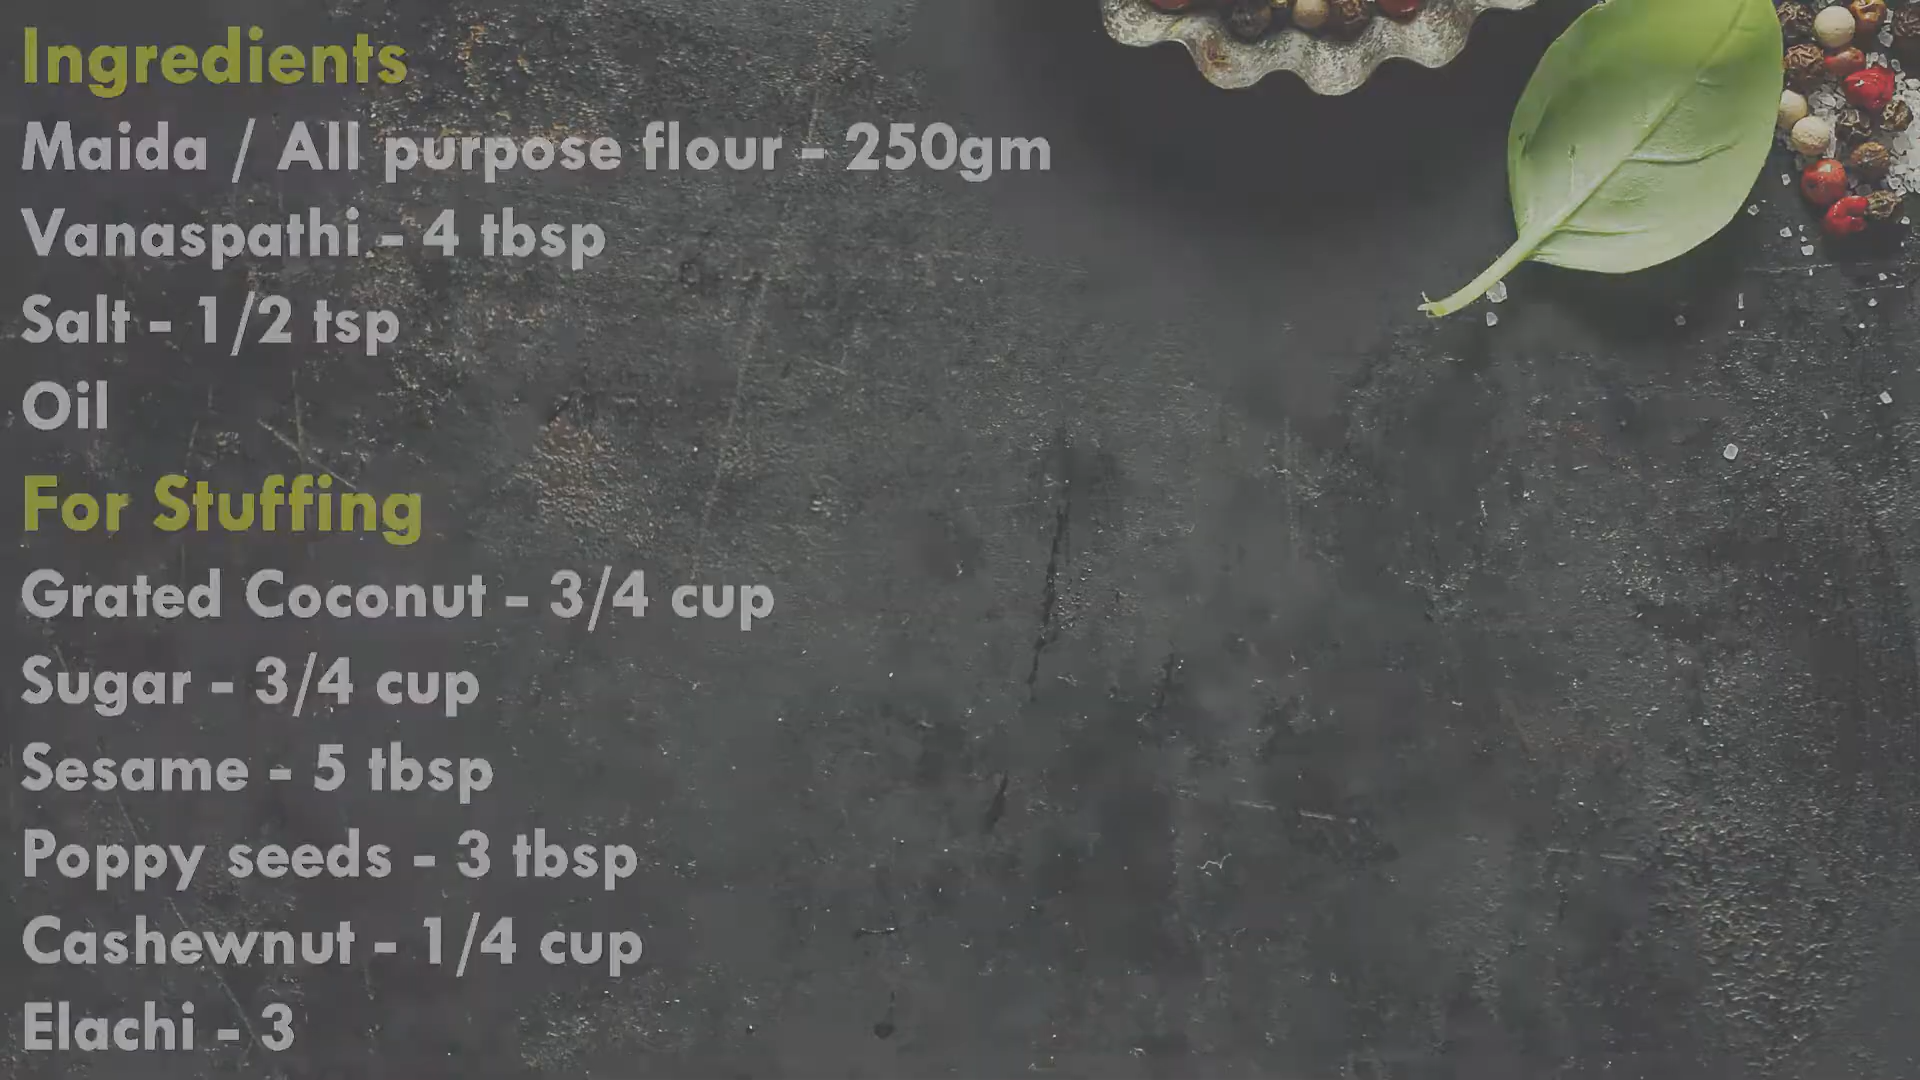 Ingredients
Maida / All purpose flour - 250gm
Vanaspathi - 4 tbsp
Salt - 1/2 tsp
Oil
For Stuffing
Grated Coconut - 3/4 cup
Sugar - 3/4 cup
Sesame - 5 tbsp
Poppy seeds - 3 tbsp
Cashewnut - 1/4 cup
Elachi - 3